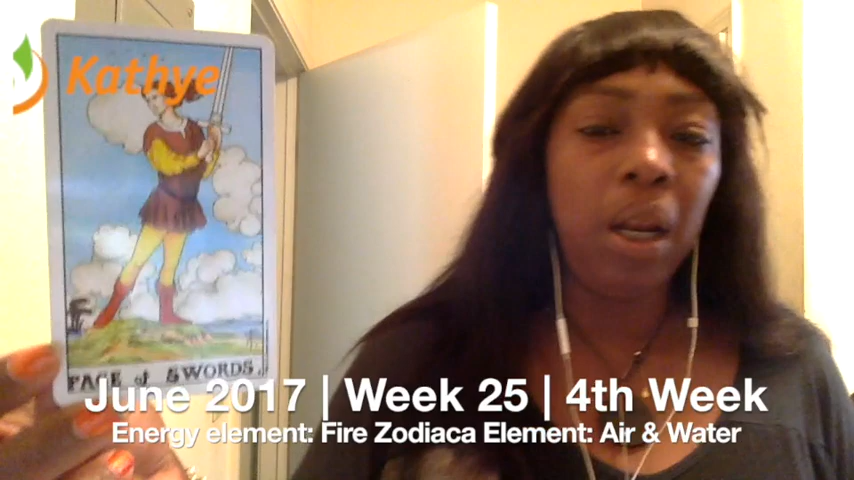 Kathye
PAGE of SWORDS.
June 2017 | Week 25 | 4th Week
Energy element: Fire Zodiaca Element: Air & Water